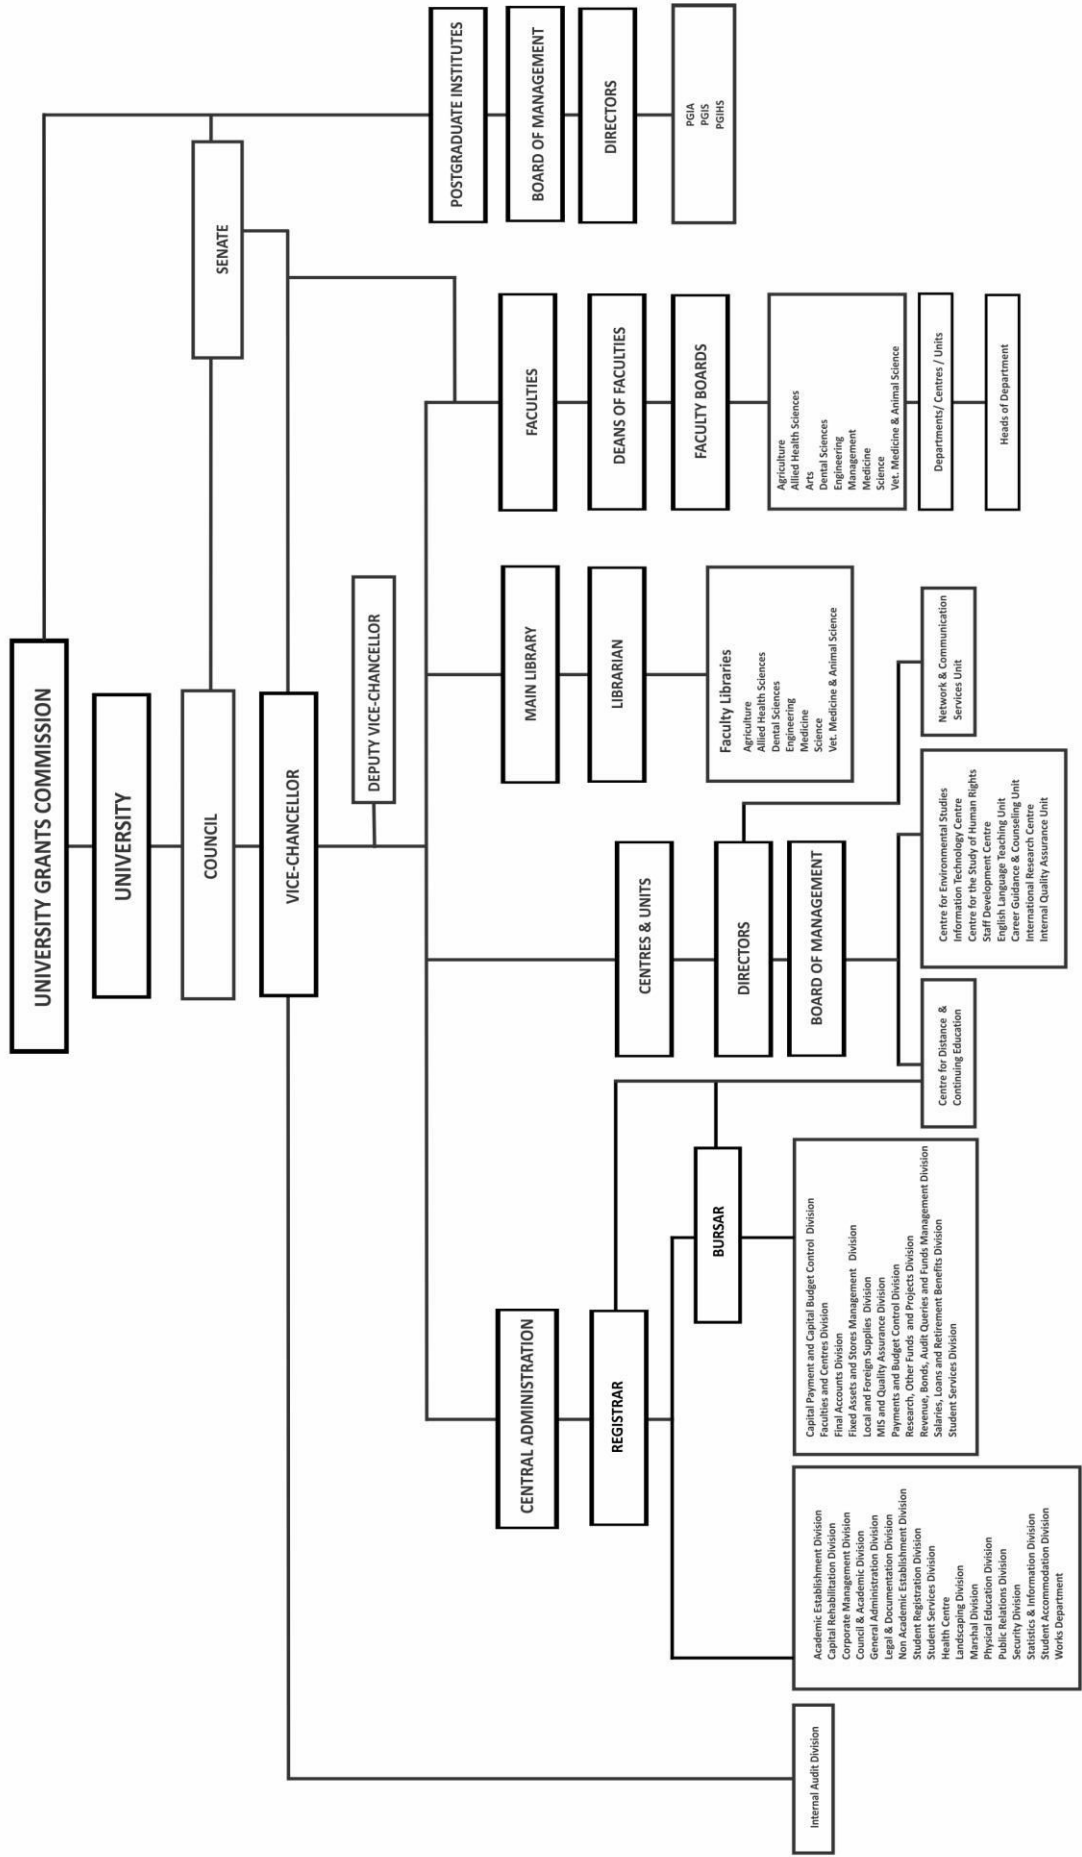 UNIVERSITY GRANTS COMMISSION
UNIVERSITY
COUNCIL
SENATE
VICE-CHANCELLOR
DEPUTY VICE-CHANCELLOR
Internal Audit Division
CENTRAL ADMINISTRATION
REGISTRAR
Academic Establishment Division
Capital Rehabilitation Division
Corporate Management Division
Council & Academic Division
General Administration Division
Legal & Documentation Division
Non Academic Establishment Division
Student Registration Division
Student Services Division
Health Centre
Landscaping Division
Marshal Division
Physical Education Division
Public Relations Division
Security Division
Statistics & Information Division
Student Accommodation Division
Works Department
BURSAR
Capital Payment and Capital Budget Control Division
Faculties and Centres Division
Final Accounts Division
Fixed Assets and Stores Management Division
Local and Foreign Supplies Division
MIS and Quality Assurance Division
Payments and Budget Control Division
Research, Other Funds and Projects Division
Revenue, Bonds, Audit Queries and Funds Management Division
Salaries, Loans and Retirement Benefits Division
Student Services Division
CENTRES & UNITS
DIRECTORS
BOARD OF MANAGEMENT
Centre for Distance &
Continuing Education
Centre for Environmental Studies
Information Technology Centre
Centre for the Study of Human Rights
Staff Development Centre
English Language Teaching Unit
Career Guidance & Counseling Unit
International Research Centre
Internal Quality Assurance Unit
Network & Communication
Services Unit
MAIN LIBRARY
LIBRARIAN
Faculty Libraries
Agriculture
Allied Health Sciences
Dental Sciences
Engineering
Medicine
Science
Vet. Medicine & Animal Science
FACULTIES
DEANS OF FACULTIES
FACULTY BOARDS
Agriculture
Allied Health Sciences
Arts
Dental Sciences
Engineering
Management
Medicine
Science
Vet. Medicine & Animal Science
Departments/ Centres / Units
Heads of Department
POSTGRADUATE INSTITUTES
BOARD OF MANAGEMENT
DIRECTORS
PGIA
PGIS
PGIHS